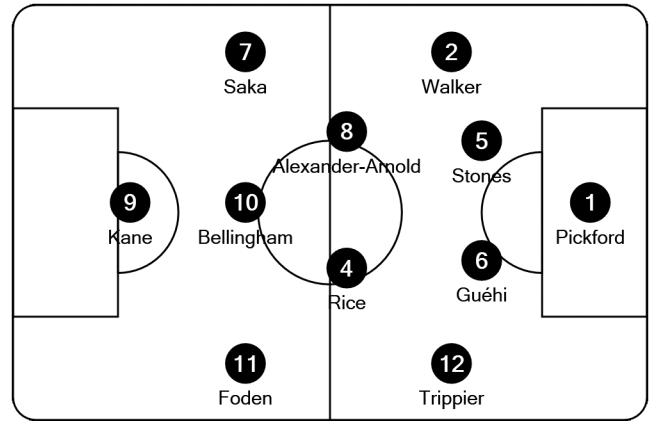 7
Saka
2
Walker
8
Alexander-Arnold
5
Stones
9
Kane
10
Bellingham
1
Pickford
4
Rice
6
Guéhi
11
Foden
12
Trippier